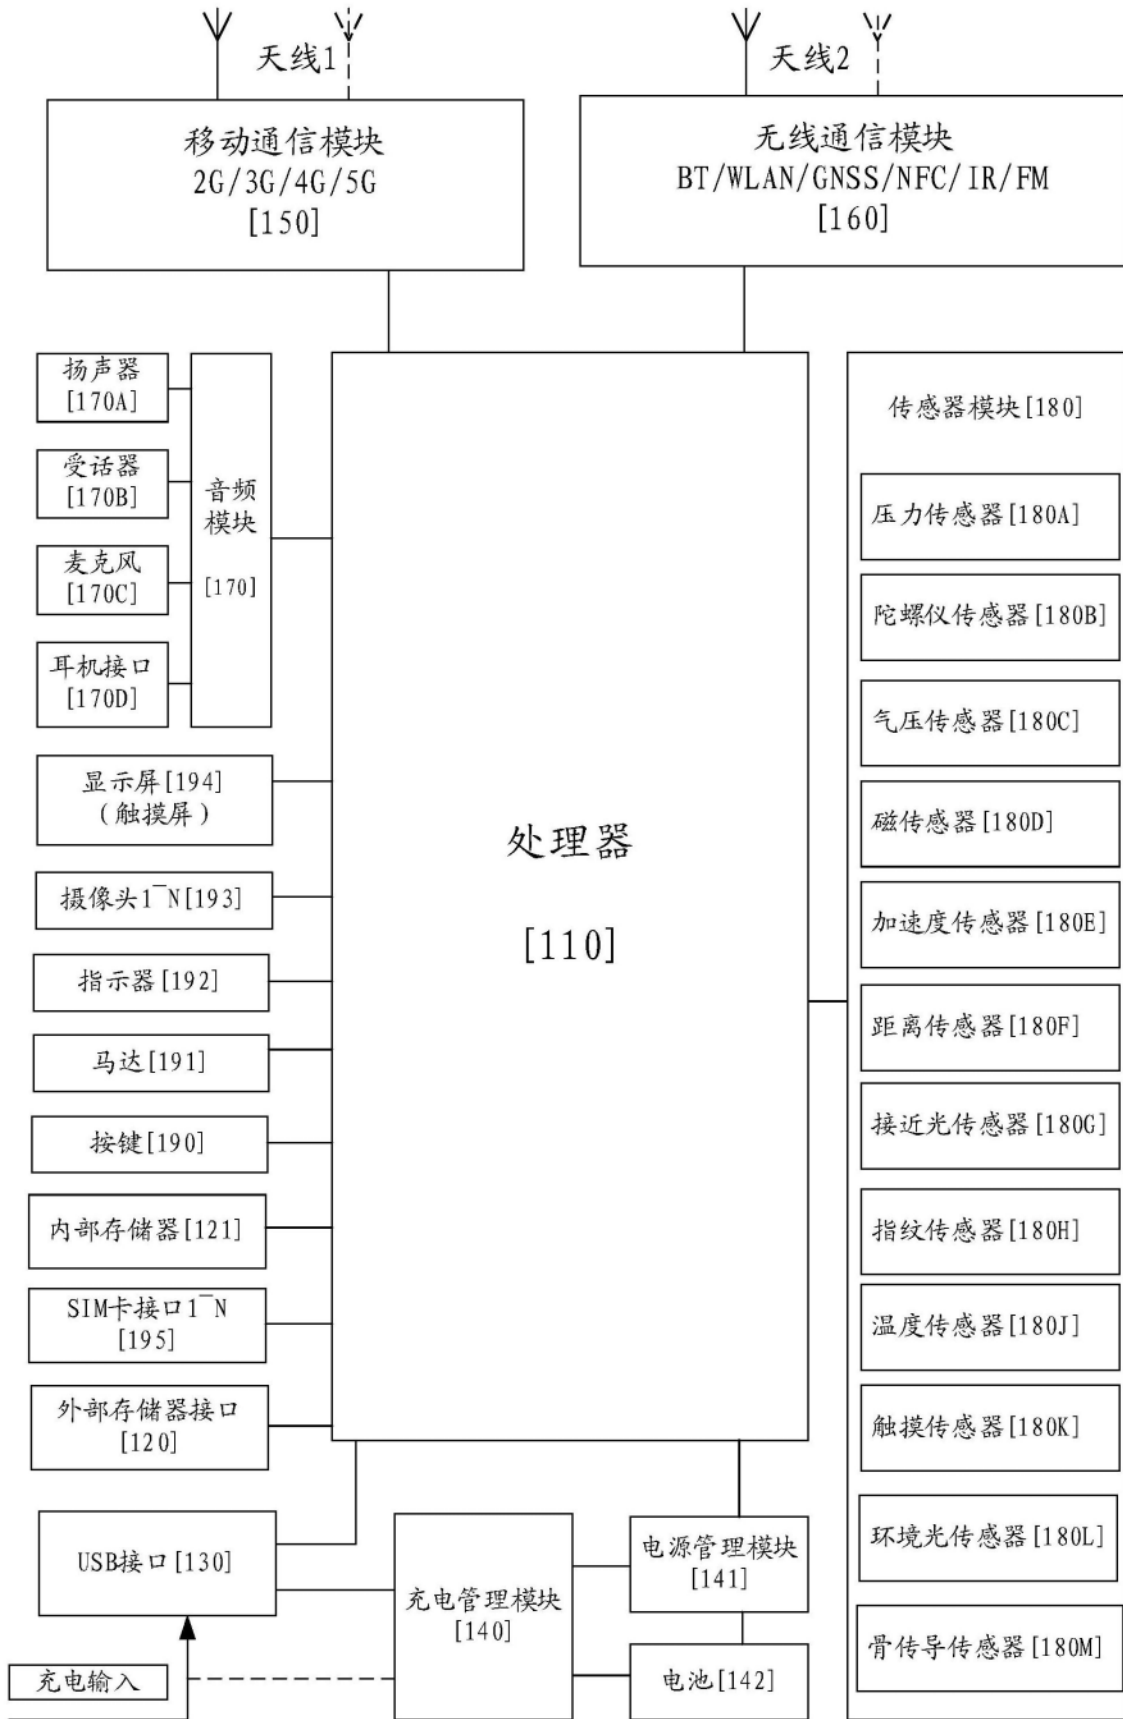 天线1
天线2
移动通信模块
2G/3G/4G/5G
[150]
无线通信模块
BT/WLAN/GNSS/NFC/IR/FM
[160]
扬声器
[170A]
受话器
[170B]
麦克风
[170C]
耳机接口
[170D]
音频
模块
[170]
显示屏[194]
(触摸屏)
摄像头1~N[193]
指示器[192]
马达[191]
按键[190]
内部存储器[121]
SIM卡接口1~N
[195]
外部存储器接口
[120]
处理器
[110]
传感器模块[180]
压力传感器[180A]
陀螺仪传感器[180B]
气压传感器[180C]
磁传感器[180D]
加速度传感器[180E]
距离传感器[180F]
接近光传感器[180G]
指纹传感器[180H]
温度传感器[180J]
触摸传感器[180K]
环境光传感器[180L]
骨传导传感器[180M]
USB接口[130]
充电管理模块
[140]
电源管理模块
[141]
电池[142]
充电输入